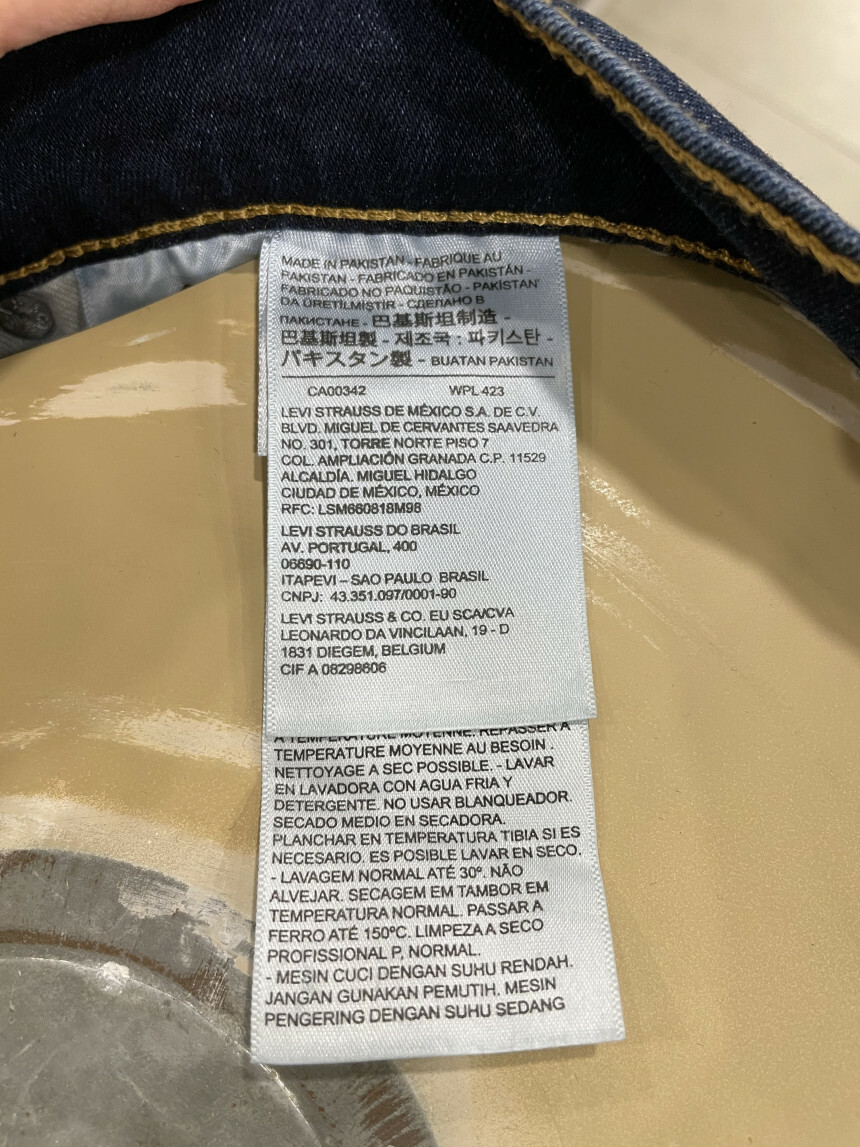 MADE IN PAKISTAN - FABRIQUE AU
PAKISTAN - FABRICADO EN PAKISTÁN -
FABRICADO NO PAQUISTÃO - PAKİSTAN'
DA ÜRETİLMİŞTİR - СДЕЛАНО В
ПАКИСТАНЕ - 巴基斯坦制造 -
巴基斯坦製 - 제조국 : 파키스탄 -
パキスタン製 - BUATAN PAKISTAN
CA00342 WPL 423
LEVI STRAUSS DE MÉXICO S.A. DE C.V.
BLVD. MIGUEL DE CERVANTES SAAVEDRA
NO. 301, TORRE NORTE PISO 7
COL. AMPLIACIÓN GRANADA C.P. 11529
ALCALDÍA. MIGUEL HIDALGO
CIUDAD DE MÉXICO, MÉXICO
RFC: LSM660818M98
LEVI STRAUSS DO BRASIL
AV. PORTUGAL, 400
06690-110
ITAPEVI – SAO PAULO BRASIL
CNPJ: 43.351.097/0001-90
LEVI STRAUSS & CO. EU SCA/CVA
LEONARDO DA VINCILAAN, 19 - D
1831 DIEGEM, BELGIUM
CIF A 08298606
A TEMPERATURE MOYENNE. REPASSER A
TEMPERATURE MOYENNE AU BESOIN .
NETTOYAGE A SEC POSSIBLE. - LAVAR
EN LAVADORA CON AGUA FRIA Y
DETERGENTE. NO USAR BLANQUEADOR.
SECADO MEDIO EN SECADORA.
PLANCHAR EN TEMPERATURA TIBIA SI ES
NECESARIO. ES POSIBLE LAVAR EN SECO.
- LAVAGEM NORMAL ATÉ 30º. NÃO
ALVEJAR. SECAGEM EM TAMBOR EM
TEMPERATURA NORMAL. PASSAR A
FERRO ATÉ 150ºC. LIMPEZA A SECO
PROFISSIONAL P, NORMAL.
- MESIN CUCI DENGAN SUHU RENDAH.
JANGAN GUNAKAN PEMUTIH. MESIN
PENGERING DENGAN SUHU SEDANG